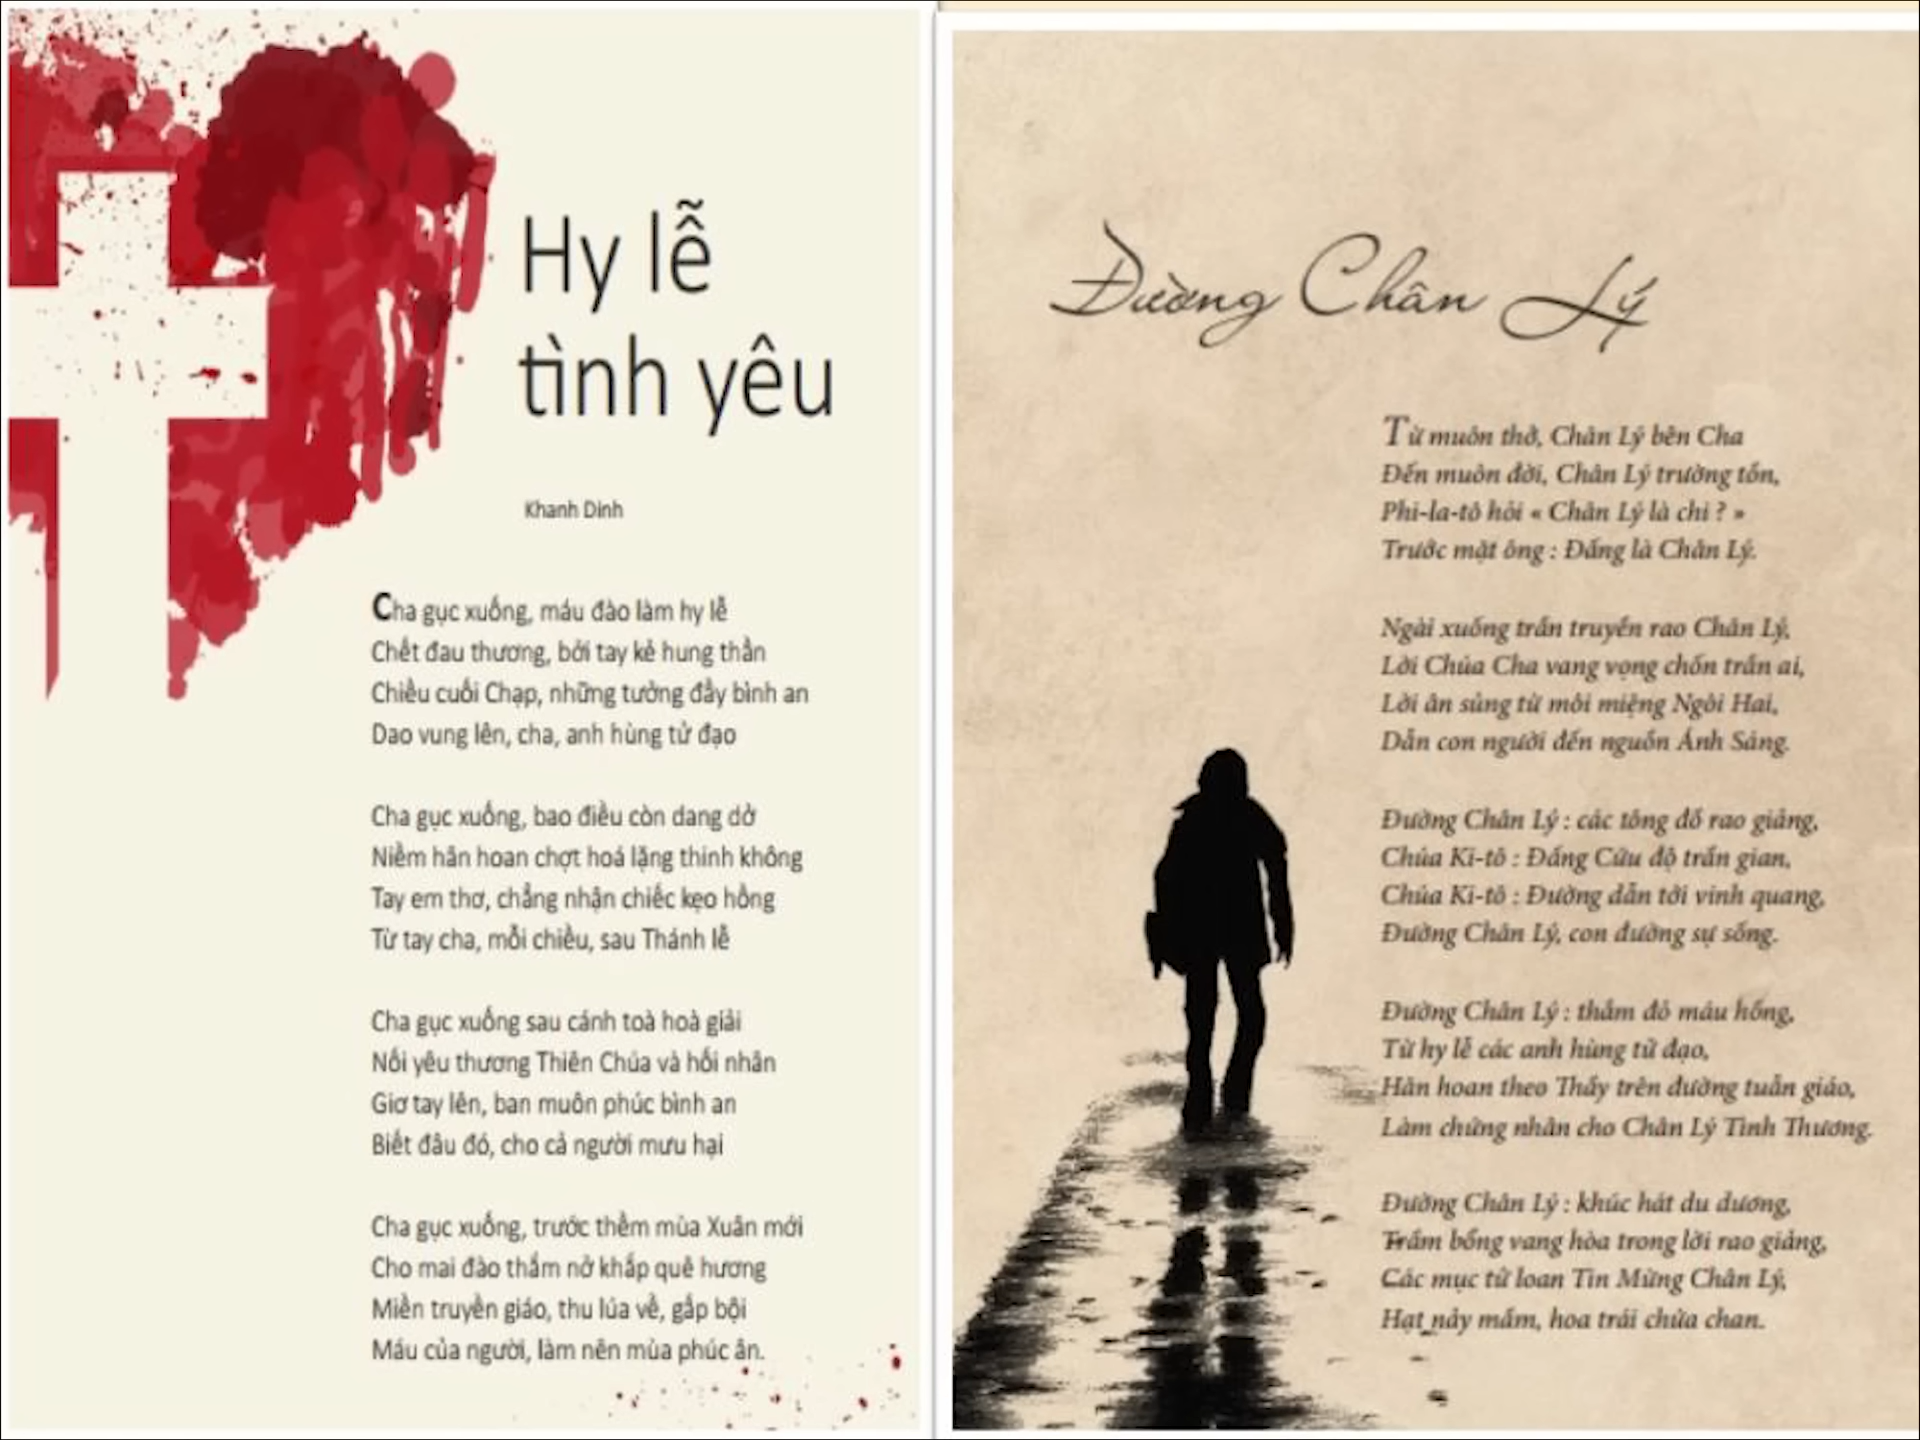 Hy lễ
tình yêu
Khanh Dinh
Cha gục xuống, máu đào làm hy lễ
Chết đau thương, bởi tay kẻ hung thần
Chiều cuối Chạp, những tưởng đầy bình an
Dao vung lên, cha, anh hùng tử đạo
Cha gục xuống, bao điều còn dang dở
Niềm hân hoan chợt hoá lặng thinh không
Tay em thơ, chẳng nhận chiếc kẹo hồng
Từ tay cha, mỗi chiều, sau Thánh lễ
Cha gục xuống sau cánh toà hoà giải
Nối yêu thương Thiên Chúa và hối nhân
Giơ tay lên, ban muôn phúc bình an
Biết đâu đó, cho cả người mưu hại
Cha gục xuống, trước thềm mùa Xuân mới
Cho mai đào thắm nở khắp quê hương
Miền truyền giáo, thu lúa về, gấp bội
Máu của người, làm nên mùa phúc ân.
Đường Chân Lý
Từ muôn thở, Chân Lý bên Cha
Đến muôn đời, Chân Lý trường tồn,
Phi-la-tô hỏi « Chân Lý là chi ? »
Trước mặt ông : Đấng là Chân Lý.
Ngài xuống trần truyền rao Chân Lý,
Lời Chúa Cha vang vọng chốn trần ai,
Lời ân sủng từ môi miệng Ngôi Hai,
Dẫn con người đến nguồn Ánh Sáng.
Đường Chân Lý : các tông đồ rao giảng,
Chúa Ki-tô : Đấng Cứu độ trần gian,
Chúa Ki-tô : Đường dẫn tới vinh quang,
Đường Chân Lý, con đường sự sống.
Đường Chân Lý : thắm đỏ máu hồng,
Từ hy lễ các anh hùng tử đạo,
Hân hoan theo Thầy trên đường tuẫn giáo,
Làm chứng nhân cho Chân Lý Tình Thương.
Đường Chân Lý : khúc hát du dương,
Trầm bổng vang hòa trong lời rao giảng,
Các mục tử loan Tin Mừng Chân Lý,
Hạt nảy mầm, hoa trái chứa chan.